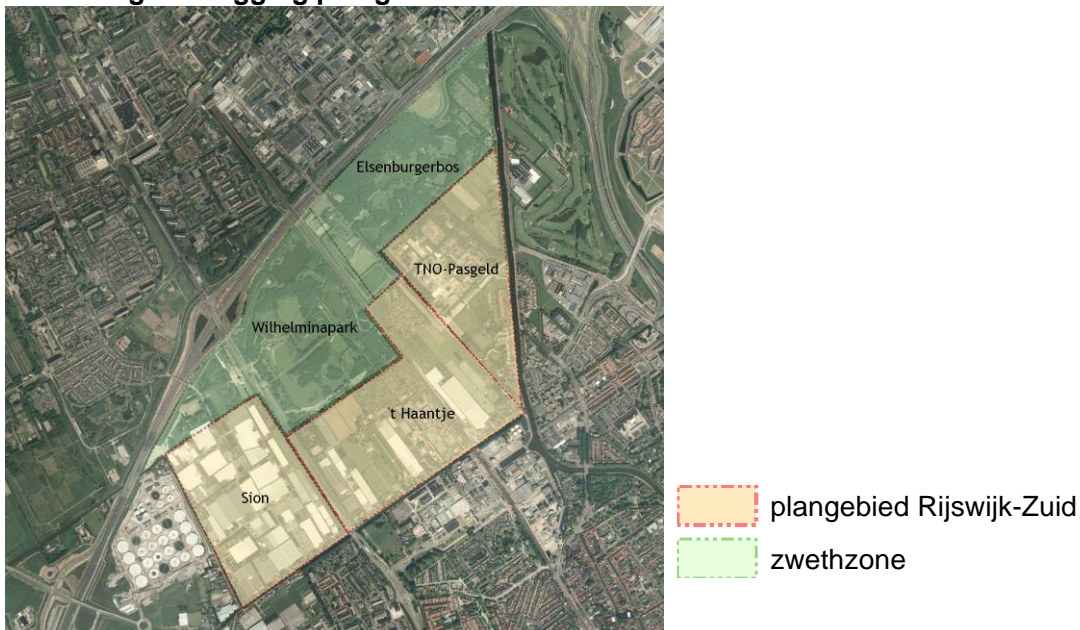 Elsenburgerbos
TNO-Pasgeld
Wilhelminapark
't Haantje
Sion
plangebied Rijswijk-Zuid
zwethzone